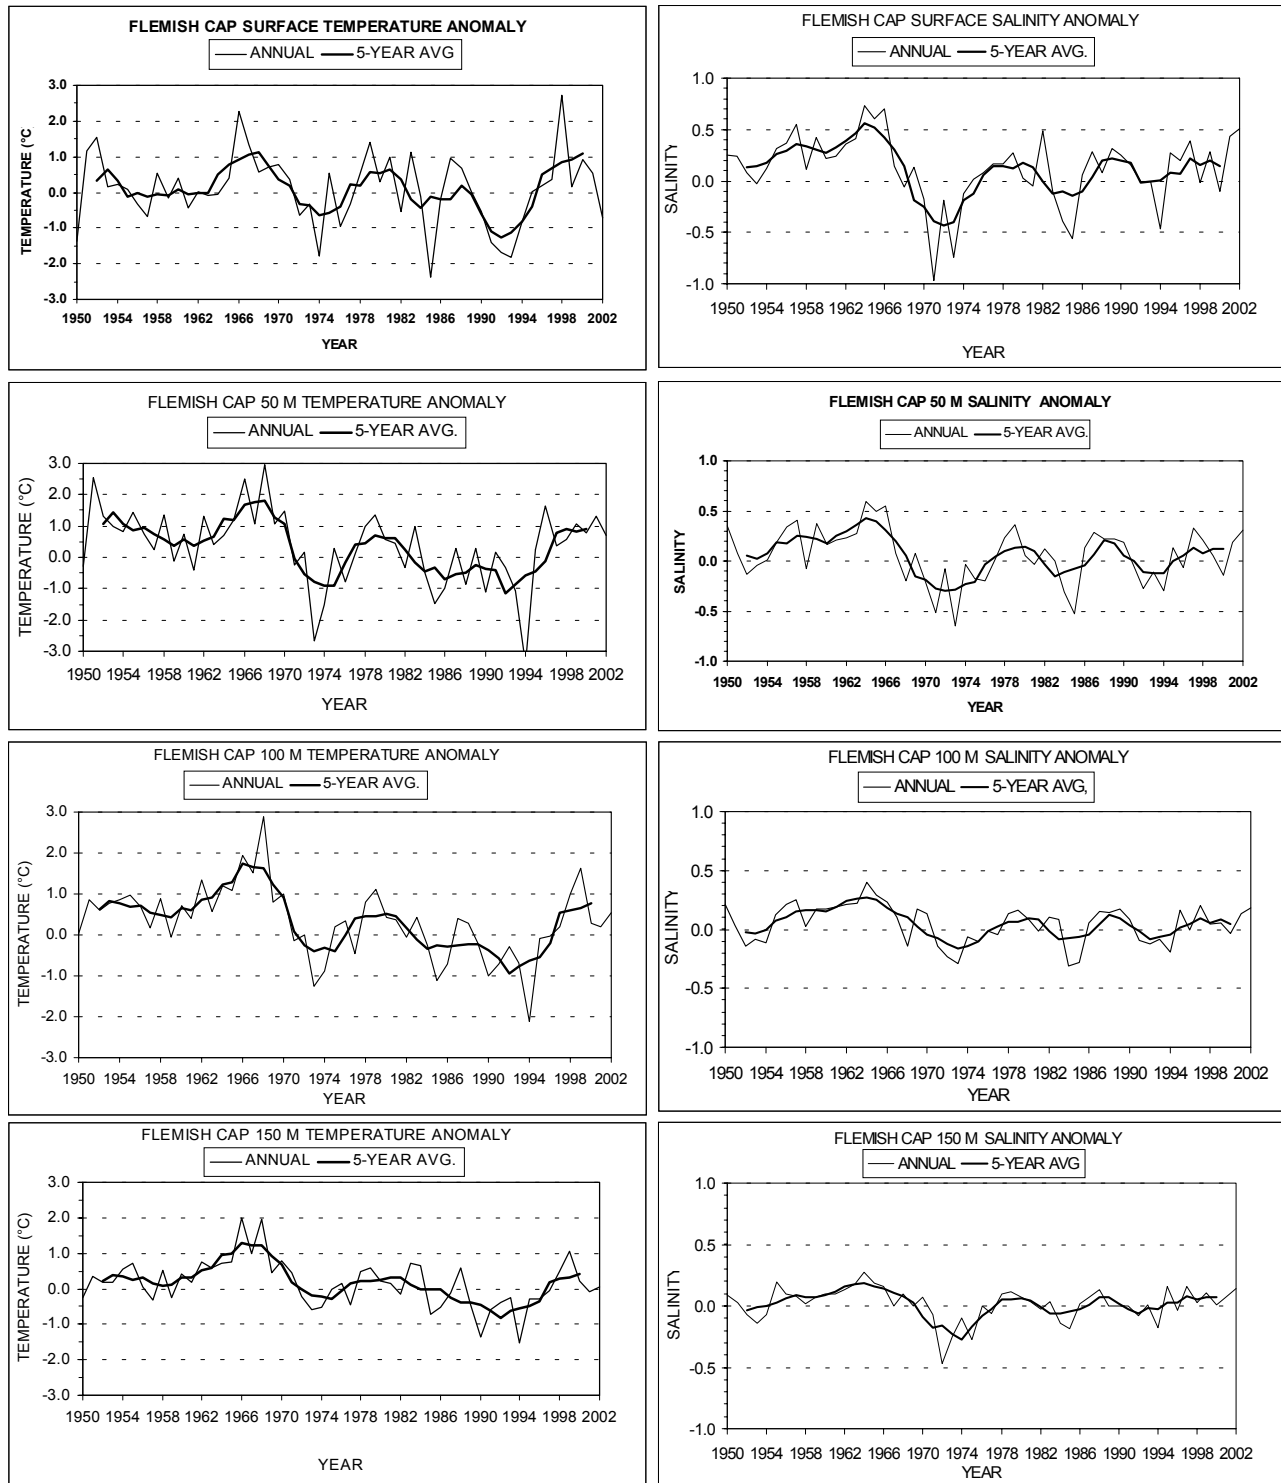 FLEMISH CAP SURFACE TEMPERATURE ANOMALY
ANNUAL 5-YEAR AVG
TEMPERATURE (°C
3.0
2.0
1.0
0.0
-1.0
-2.0
-3.0
1950 1954 1958 1962 1966 1970 1974 1978 1982 1986 1990 1994 1998 2002
YEAR
FLEMISH CAP SURFACE SALINITY ANOMALY
ANNUAL 5-YEAR AVG.
SALINITY
1.0
0.5
0.0
-0.5
-1.0
1950 1954 1958 1962 1966 1970 1974 1978 1982 1986 1990 1994 1998 2002
YEAR
FLEMISH CAP 50 M TEMPERATURE ANOMALY
ANNUAL 5-YEAR AVG.
TEMPERATURE (°C)
3.0
2.0
1.0
0.0
-1.0
-2.0
-3.0
1950 1954 1958 1962 1966 1970 1974 1978 1982 1986 1990 1994 1998 2002
YEAR
FLEMISH CAP 50 M SALINITY ANOMALY
ANNUAL 5-YEAR AVG.
SALINITY
1.0
0.5
0.0
-0.5
-1.0
1950 1954 1958 1962 1966 1970 1974 1978 1982 1986 1990 1994 1998 2002
YEAR
FLEMISH CAP 100 M TEMPERATURE ANOMALY
ANNUAL 5-YEAR AVG.
TEMPERATURE (°C)
3.0
2.0
1.0
0.0
-1.0
-2.0
-3.0
1950 1954 1958 1962 1966 1970 1974 1978 1982 1986 1990 1994 1998 2002
YEAR
FLEMISH CAP 100 M SALINITY ANOMALY
ANNUAL 5-YEAR AVG,
SALINITY
1.0
0.5
0.0
-0.5
-1.0
1950 1954 1958 1962 1966 1970 1974 1978 1982 1986 1990 1994 1998 2002
YEAR
FLEMISH CAP 150 M TEMPERATURE ANOMALY
ANNUAL 5-YEAR AVG.
TEMPERATURE (°C)
3.0
2.0
1.0
0.0
-1.0
-2.0
-3.0
1950 1954 1958 1962 1966 1970 1974 1978 1982 1986 1990 1994 1998 2002
YEAR
FLEMISH CAP 150 M SALINITY ANOMALY
ANNUAL 5-YEAR AVG
SALINITY
1.0
0.5
0.0
-0.5
-1.0
1950 1954 1958 1962 1966 1970 1974 1978 1982 1986 1990 1994 1998 2002
YEAR